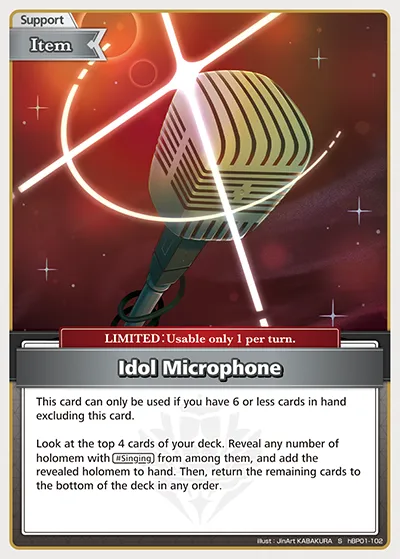 Support
Item
LIMITED:Usable only 1 per turn.
Idol Microphone
This card can only be used if you have 6 or less cards in hand
excluding this card.
Look at the top 4 cards of your deck. Reveal any number of
holomem with #Singing from among them, and add the
revealed holomem to hand. Then, return the remaining cards to
the bottom of the deck in any order.
illust : JinArt KABAKURA S hBP01-102